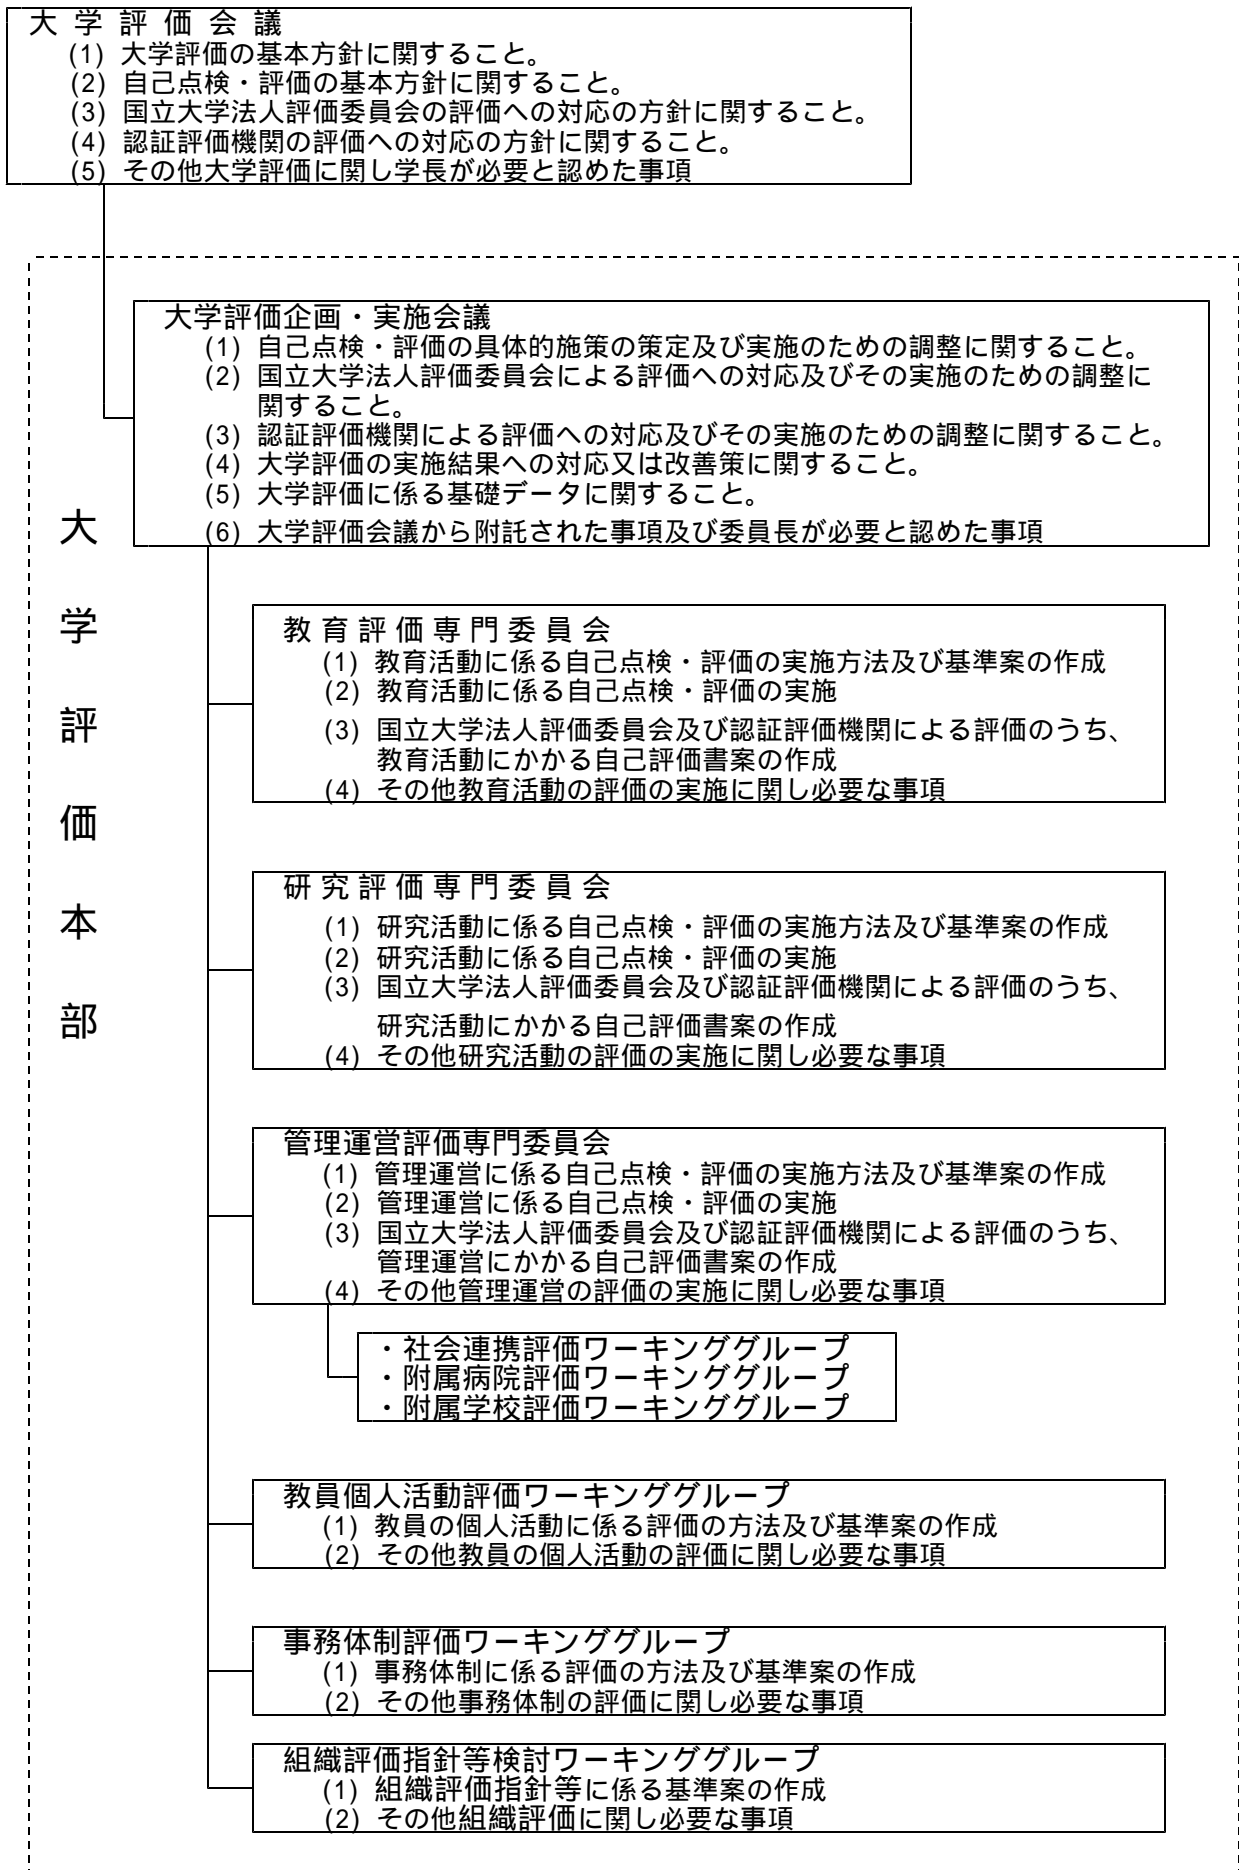 大学評価会議
(1) 大学評価の基本方針に関すること。
(2) 自己点検・評価の基本方針に関すること。
(3) 国立大学法人評価委員会の評価への対応の方針に関すること。
(4) 認証評価機関の評価への対応の方針に関すること。
(5) その他大学評価に関し学長が必要と認めた事項
大学評価本部
大学評価企画・実施会議
(1) 自己点検・評価の具体的施策の策定及び実施のための調整に関すること。
(2) 国立大学法人評価委員会による評価への対応及びその実施のための調整に
関すること。
(3) 認証評価機関による評価への対応及びその実施のための調整に関すること。
(4) 大学評価の実施結果への対応又は改善策に関すること。
(5) 大学評価に係る基礎データに関すること。
(6) 大学評価会議から附託された事項及び委員長が必要と認めた事項
教育評価専門委員会
(1) 教育活動に係る自己点検・評価の実施方法及び基準案の作成
(2) 教育活動に係る自己点検・評価の実施
(3) 国立大学法人評価委員会及び認証評価機関による評価のうち、
教育活動にかかる自己評価書案の作成
(4) その他教育活動の評価の実施に関し必要な事項
研究評価専門委員会
(1) 研究活動に係る自己点検・評価の実施方法及び基準案の作成
(2) 研究活動に係る自己点検・評価の実施
(3) 国立大学法人評価委員会及び認証評価機関による評価のうち、
研究活動にかかる自己評価書案の作成
(4) その他研究活動の評価の実施に関し必要な事項
管理運営評価専門委員会
(1) 管理運営に係る自己点検・評価の実施方法及び基準案の作成
(2) 管理運営に係る自己点検・評価の実施
(3) 国立大学法人評価委員会及び認証評価機関による評価のうち、
管理運営にかかる自己評価書案の作成
(4) その他管理運営の評価の実施に関し必要な事項
・社会連携評価ワーキンググループ
・附属病院評価ワーキンググループ
・附属学校評価ワーキンググループ
教員個人活動評価ワーキンググループ
(1) 教員の個人活動に係る評価の方法及び基準案の作成
(2) その他教員の個人活動の評価に関し必要な事項
事務体制評価ワーキンググループ
(1) 事務体制に係る評価の方法及び基準案の作成
(2) その他事務体制の評価に関し必要な事項
組織評価指針等検討ワーキンググループ
(1) 組織評価指針等に係る基準案の作成
(2) その他組織評価に関し必要な事項